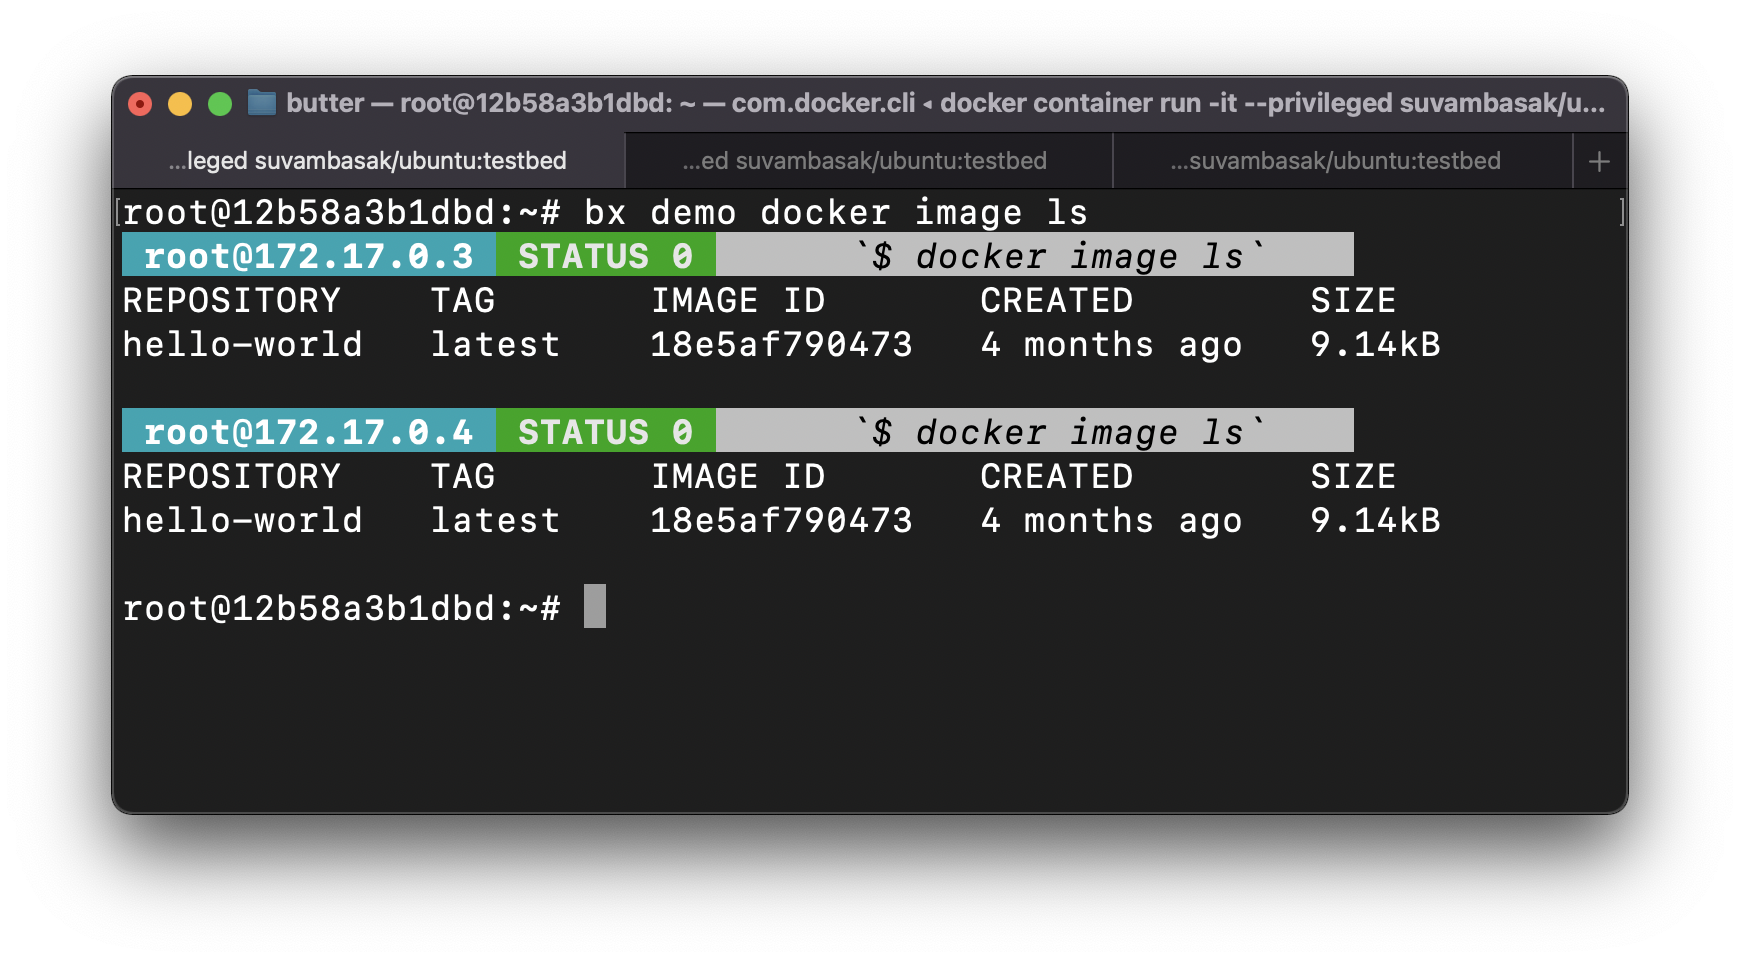 butter — root@12b58a3b1dbd: ~ — com.docker.cli ◂ docker container run -it --privileged suvambasak/u...
...leged suvambasak/ubuntu:testbed ...ed suvambasak/ubuntu:testbed ...suvambasak/ubuntu:testbed +
[root@12b58a3b1dbd:~# bx demo docker image ls ]
root@172.17.0.3 STATUS 0 `$ docker image ls`
REPOSITORY TAG IMAGE ID CREATED SIZE
hello-world latest 18e5af790473 4 months ago 9.14kB
root@172.17.0.4 STATUS 0 `$ docker image ls`
REPOSITORY TAG IMAGE ID CREATED SIZE
hello-world latest 18e5af790473 4 months ago 9.14kB
root@12b58a3b1dbd:~#